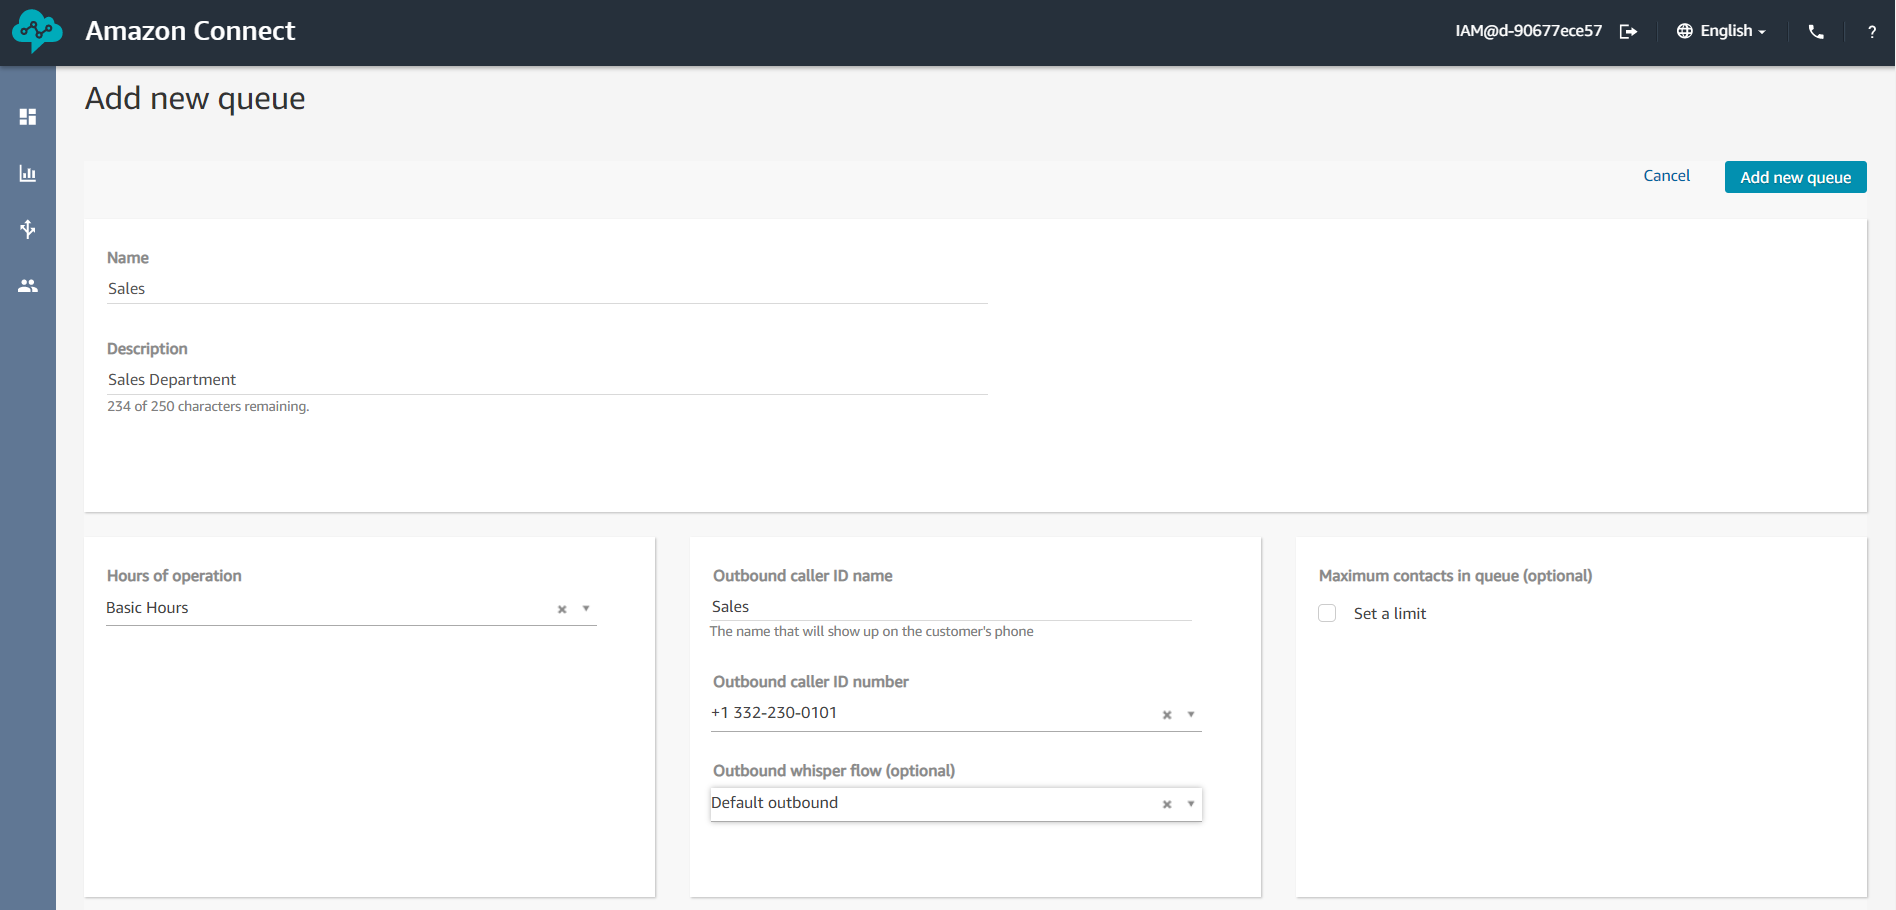 Amazon Connect
IAM@d-90677ece57
English
?
Add new queue
Cancel
Add new queue
Name
Sales
Description
Sales Department
234 of 250 characters remaining.
Hours of operation
Basic Hours
Outbound caller ID name
Sales
The name that will show up on the customer's phone
Outbound caller ID number
+1 332-230-0101
Outbound whisper flow (optional)
Default outbound
Maximum contacts in queue (optional)
Set a limit